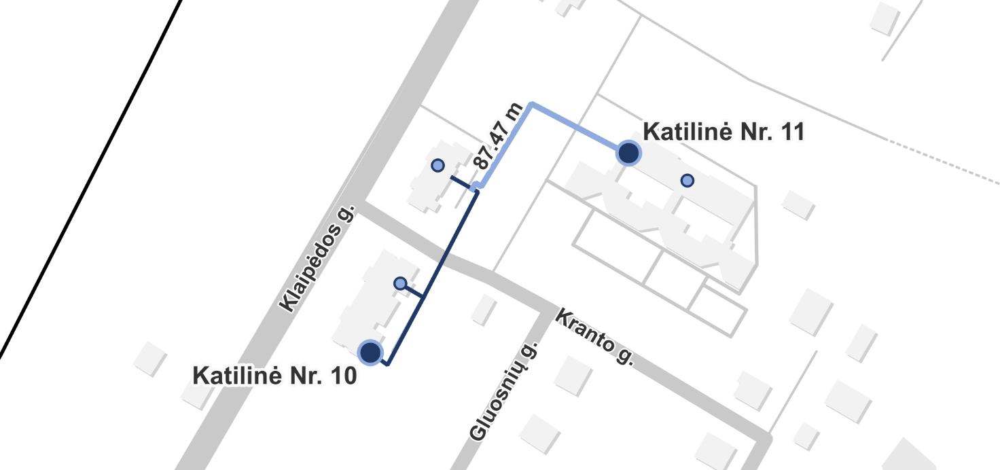 87.47 m
Katilinė Nr. 11
Klaipėdos g.
Kranto g.
Katilinė Nr. 10
Gluosnių g.